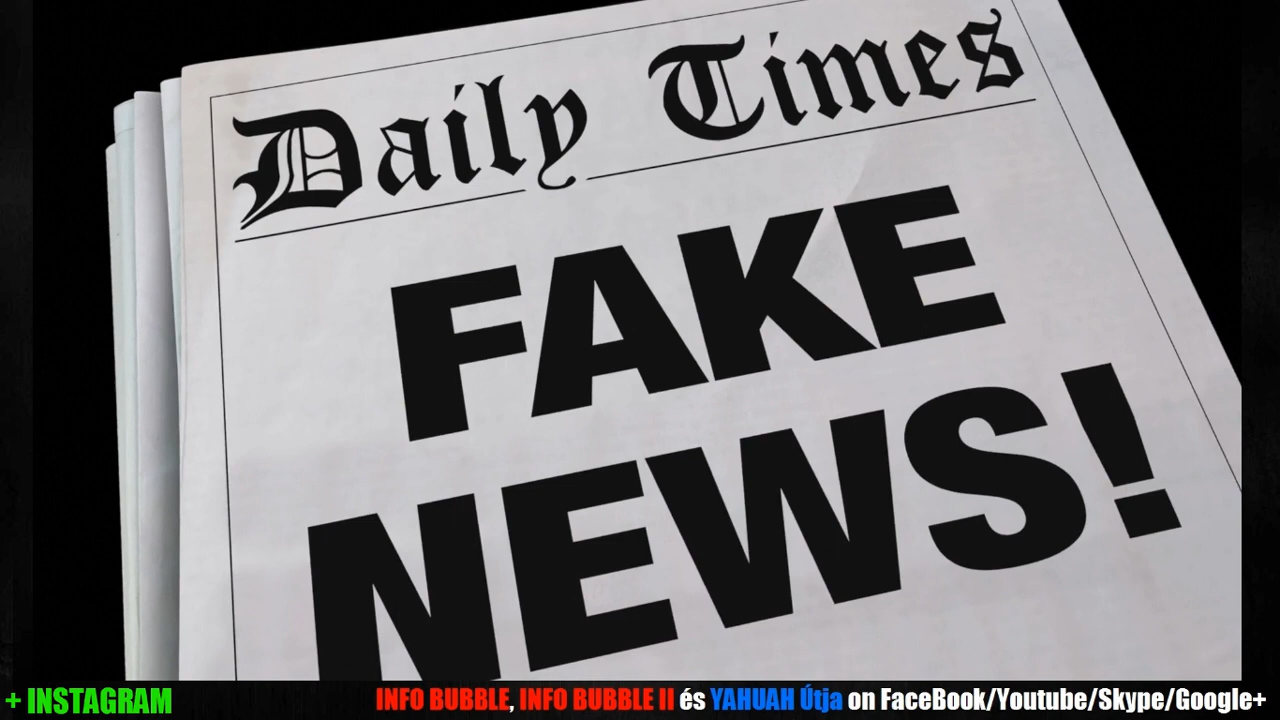 Daily Times
FAKE
NEWS!
+ INSTAGRAM
INFO BUBBLE, INFO BUBBLE II és YAHUAH Útja on FaceBook/Youtube/Skype/Google+